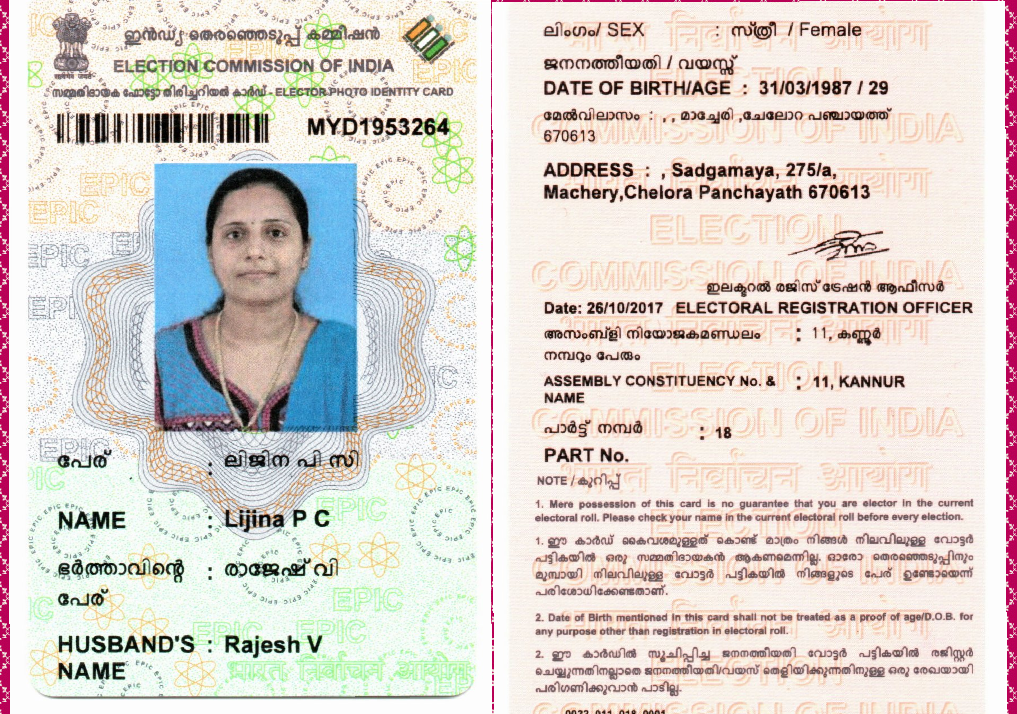 ഇൻഡ്യ തെരഞ്ഞെടുപ്പ് കമ്മീഷൻ
ELECTION COMMISSION OF INDIA
സമ്മതിദായക ഫോട്ടോ തിരിച്ചറിയൽ കാർഡ് - ELECTOR PHOTO IDENTITY CARD
MYD1953264
പേര് : ലിജിന പി സി
NAME : Lijina P C
ഭർത്താവിന്റെ : രാജേഷ് വി
പേര്
HUSBAND'S : Rajesh V
NAME
भारत निर्वाचन आयोग
ലിംഗം/ SEX : സ്ത്രീ / Female
ജനനത്തീയതി / വയസ്സ്
DATE OF BIRTH/AGE : 31/03/1987 / 29
മേൽവിലാസം : , , മാച്ചേരി ,ചേലോറ പഞ്ചായത്ത്
670613
ADDRESS : , Sadgamaya, 275/a,
Machery,Chelora Panchayath 670613
ഇലക്ടറൽ രജിസ്ട്രേഷൻ ആഫീസർ
Date: 26/10/2017 ELECTORAL REGISTRATION OFFICER
അസംബ്ളി നിയോജകമണ്ഡലം : 11, കണ്ണൂർ
നമ്പറും പേരും
ASSEMBLY CONSTITUENCY No. & : 11, KANNUR
NAME
പാർട്ട് നമ്പർ : 18
PART No.
NOTE / കുറിപ്പ്
1. Mere possession of this card is no guarantee that you are elector in the current
electoral roll. Please check your name in the current electoral roll before every election.
1. ഈ കാർഡ് കൈവശമുള്ളത് കൊണ്ട് മാത്രം നിങ്ങൾ നിലവിലുള്ള വോട്ടർ
പട്ടികയിൽ ഒരു സമ്മതിദായകൻ ആകണമെന്നില്ല. ഓരോ തെരഞ്ഞെടുപ്പിനും
മുമ്പായി നിലവിലുള്ള വോട്ടർ പട്ടികയിൽ നിങ്ങളുടെ പേര് ഉണ്ടോയെന്ന്
പരിശോധിക്കേണ്ടതാണ്.
2. Date of Birth mentioned in this card shall not be treated as a proof of age/D.O.B. for
any purpose other than registration in electoral roll.
2. ഈ കാർഡിൽ സൂചിപ്പിച്ച ജനനത്തീയതി വോട്ടർ പട്ടികയിൽ രജിസ്റ്റർ
ചെയ്യുന്നതിനല്ലാതെ ജനനത്തീയതി/വയസ് തെളിയിക്കുന്നതിനുള്ള ഒരു രേഖയായി
പരിഗണിക്കുവാൻ പാടില്ല.